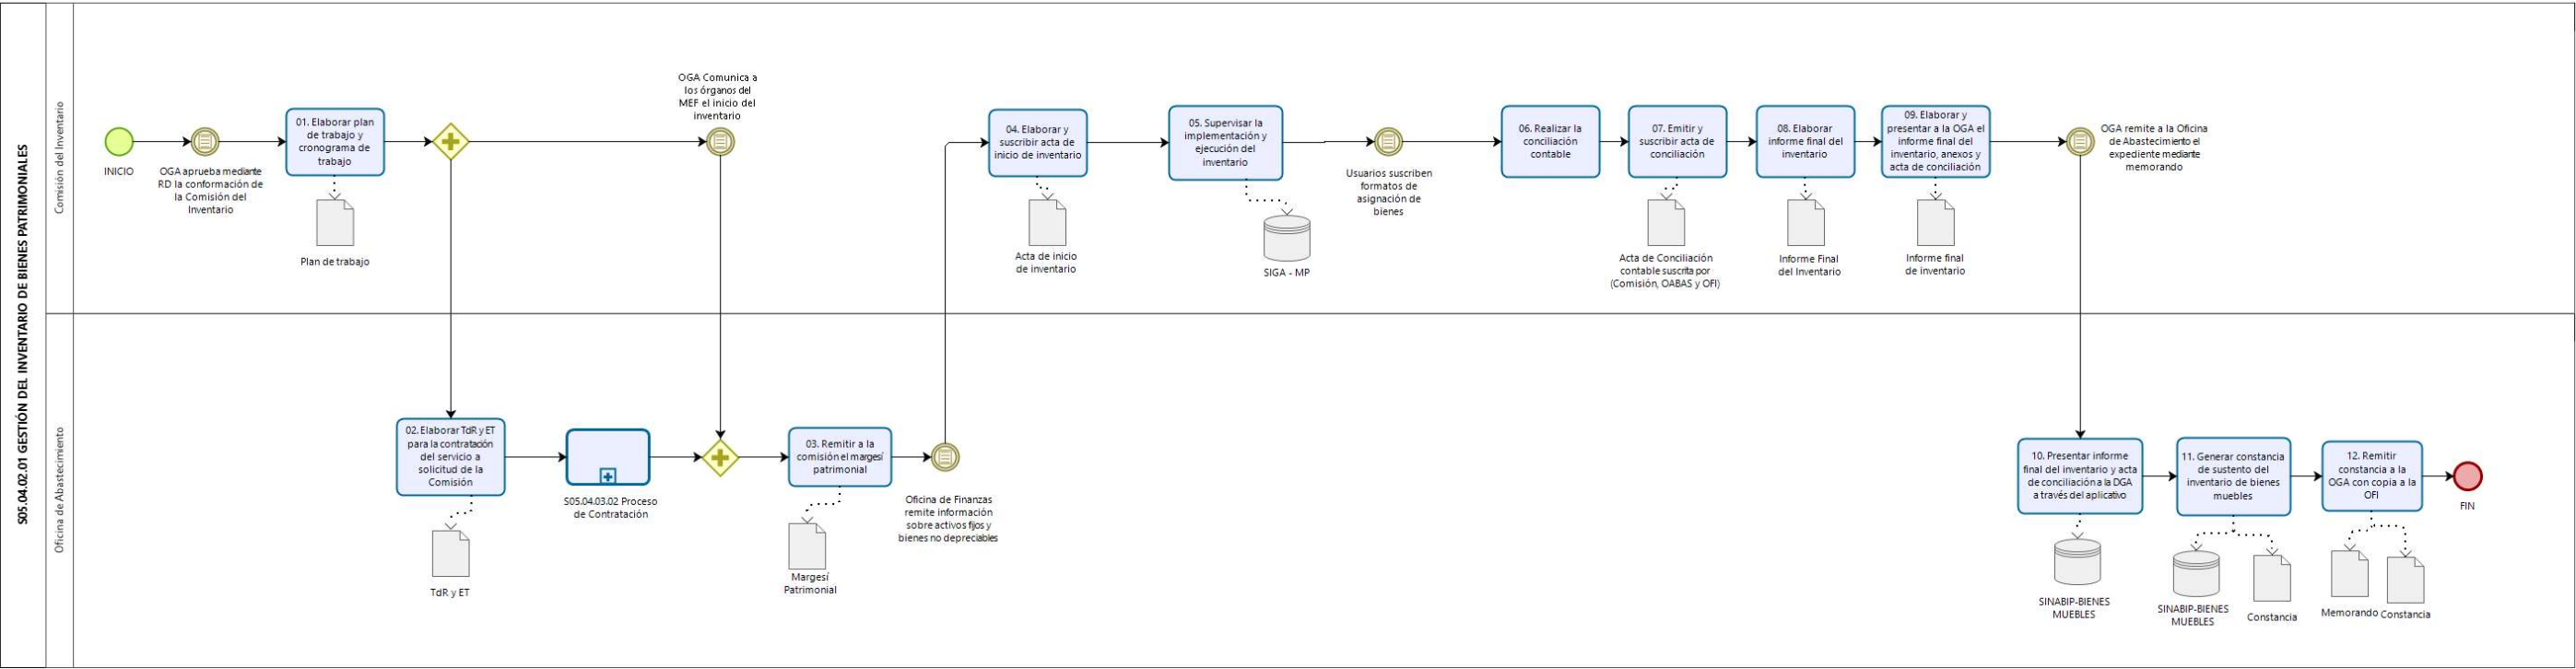 S05.04.02.01 GESTIÓN DEL INVENTARIO DE BIENES PATRIMONIALES
Comisión del Inventario
INICIO
OGA aprueba mediante
RD la conformación de
la Comisión del
Inventario
01. Elaborar plan
de trabajo y
cronograma de
trabajo
Plan de trabajo
OGA Comunica a
los órganos del
MEF el inicio del
inventario
04. Elaborar y
suscribir acta de
inicio de inventario
Acta de inicio
de inventario
05. Supervisar la
implementación y
ejecución del
inventario
SIGA - MP
Usuarios suscriben
formatos de
asignación de
bienes
06. Realizar la
conciliación
contable
07. Emitir y
suscribir acta de
conciliación
Acta de Conciliación
contable suscrita por
(Comisión, OABAS y OFI)
08. Elaborar
informe final del
inventario
Informe Final
del Inventario
09. Elaborar y
presentar a la OGA el
informe final del
inventario, anexos y
acta de conciliación
Informe final
de inventario
OGA remite a la Oficina
de Abastecimiento el
expediente mediante
memorando
Oficina de Abastecimiento
02. Elaborar TdR y ET
para la contratación
del servicio a
solicitud de la
Comisión
TdR y ET
S05.04.03.02 Proceso
de Contratación
03. Remitir a la
comisión el margesí
patrimonial
Margesí
Patrimonial
Oficina de Finanzas
remite información
sobre activos fijos y
bienes no depreciables
10. Presentar informe
final del inventario y acta
de conciliación a la DGA
a través del aplicativo
SINABIP-BIENES
MUEBLES
11. Generar constancia
de sustento del
inventario de bienes
muebles
SINABIP-BIENES
MUEBLES
Constancia
12. Remitir
constancia a la
OGA con copia a la
OFI
Memorando
Constancia
FIN